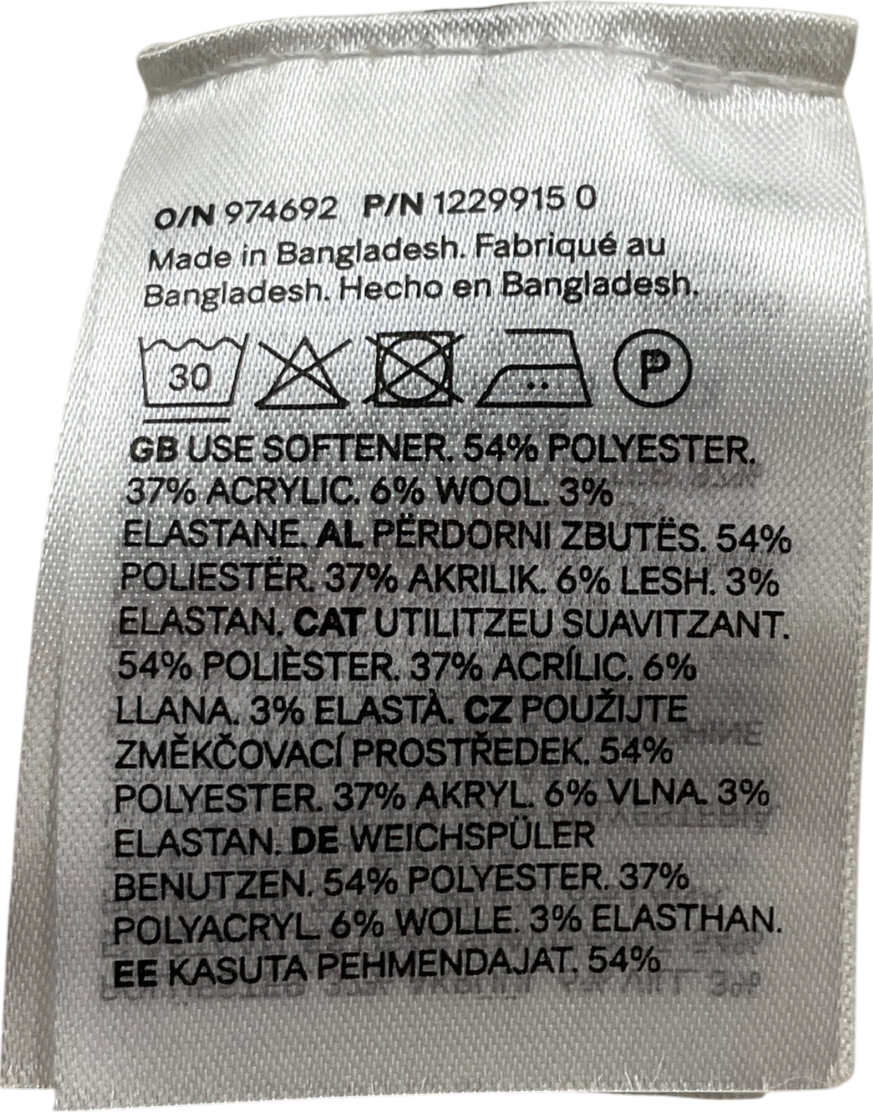 O/N 974692 P/N 1229915 0
Made in Bangladesh. Fabriqué au
Bangladesh. Hecho en Bangladesh.
30 P
GB USE SOFTENER. 54% POLYESTER.
37% ACRYLIC. 6% WOOL. 3%
ELASTANE. AL PËRDORNI ZBUTËS. 54%
POLIESTËR. 37% AKRILIK. 6% LESH. 3%
ELASTAN. CAT UTILITZEU SUAVITZANT.
54% POLIÈSTER. 37% ACRÍLIC. 6%
LLANA. 3% ELASTÀ. CZ POUŽIJTE
ZMĚKČOVACÍ PROSTŘEDEK. 54%
POLYESTER. 37% AKRYL. 6% VLNA. 3%
ELASTAN. DE WEICHSPÜLER
BENUTZEN. 54% POLYESTER. 37%
POLYACRYL. 6% WOLLE. 3% ELASTHAN.
EE KASUTA PEHMENDAJAT. 54%